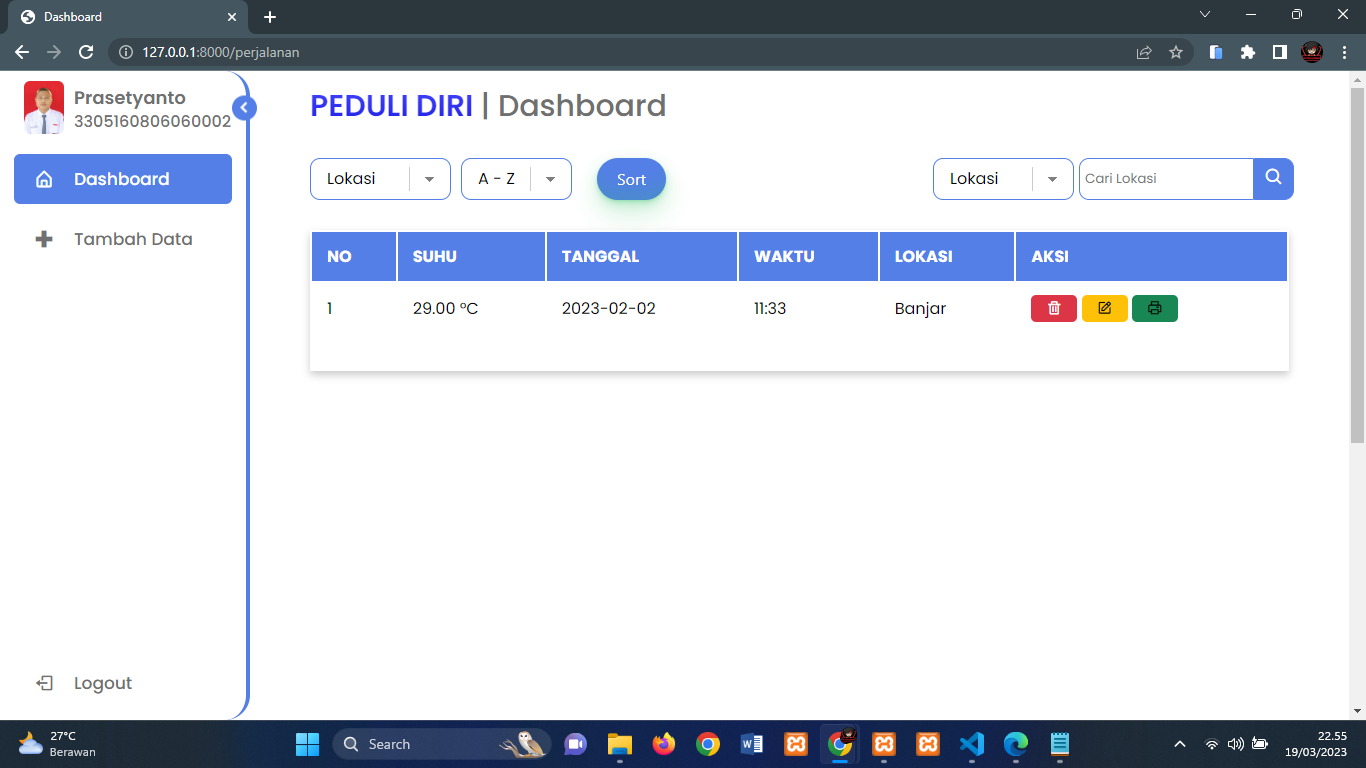 Dashboard
127.0.0.1:8000/perjalanan
Prasetyanto
3305160806060002
PEDULI DIRI | Dashboard
Dashboard
Tambah Data
Lokasi
A - Z
Sort
Lokasi
Cari Lokasi
NO SUHU TANGGAL WAKTU LOKASI AKSI
1 29.00 °C 2023-02-02 11:33 Banjar
Logout
27°C
Berawan
Search
22.55
19/03/2023